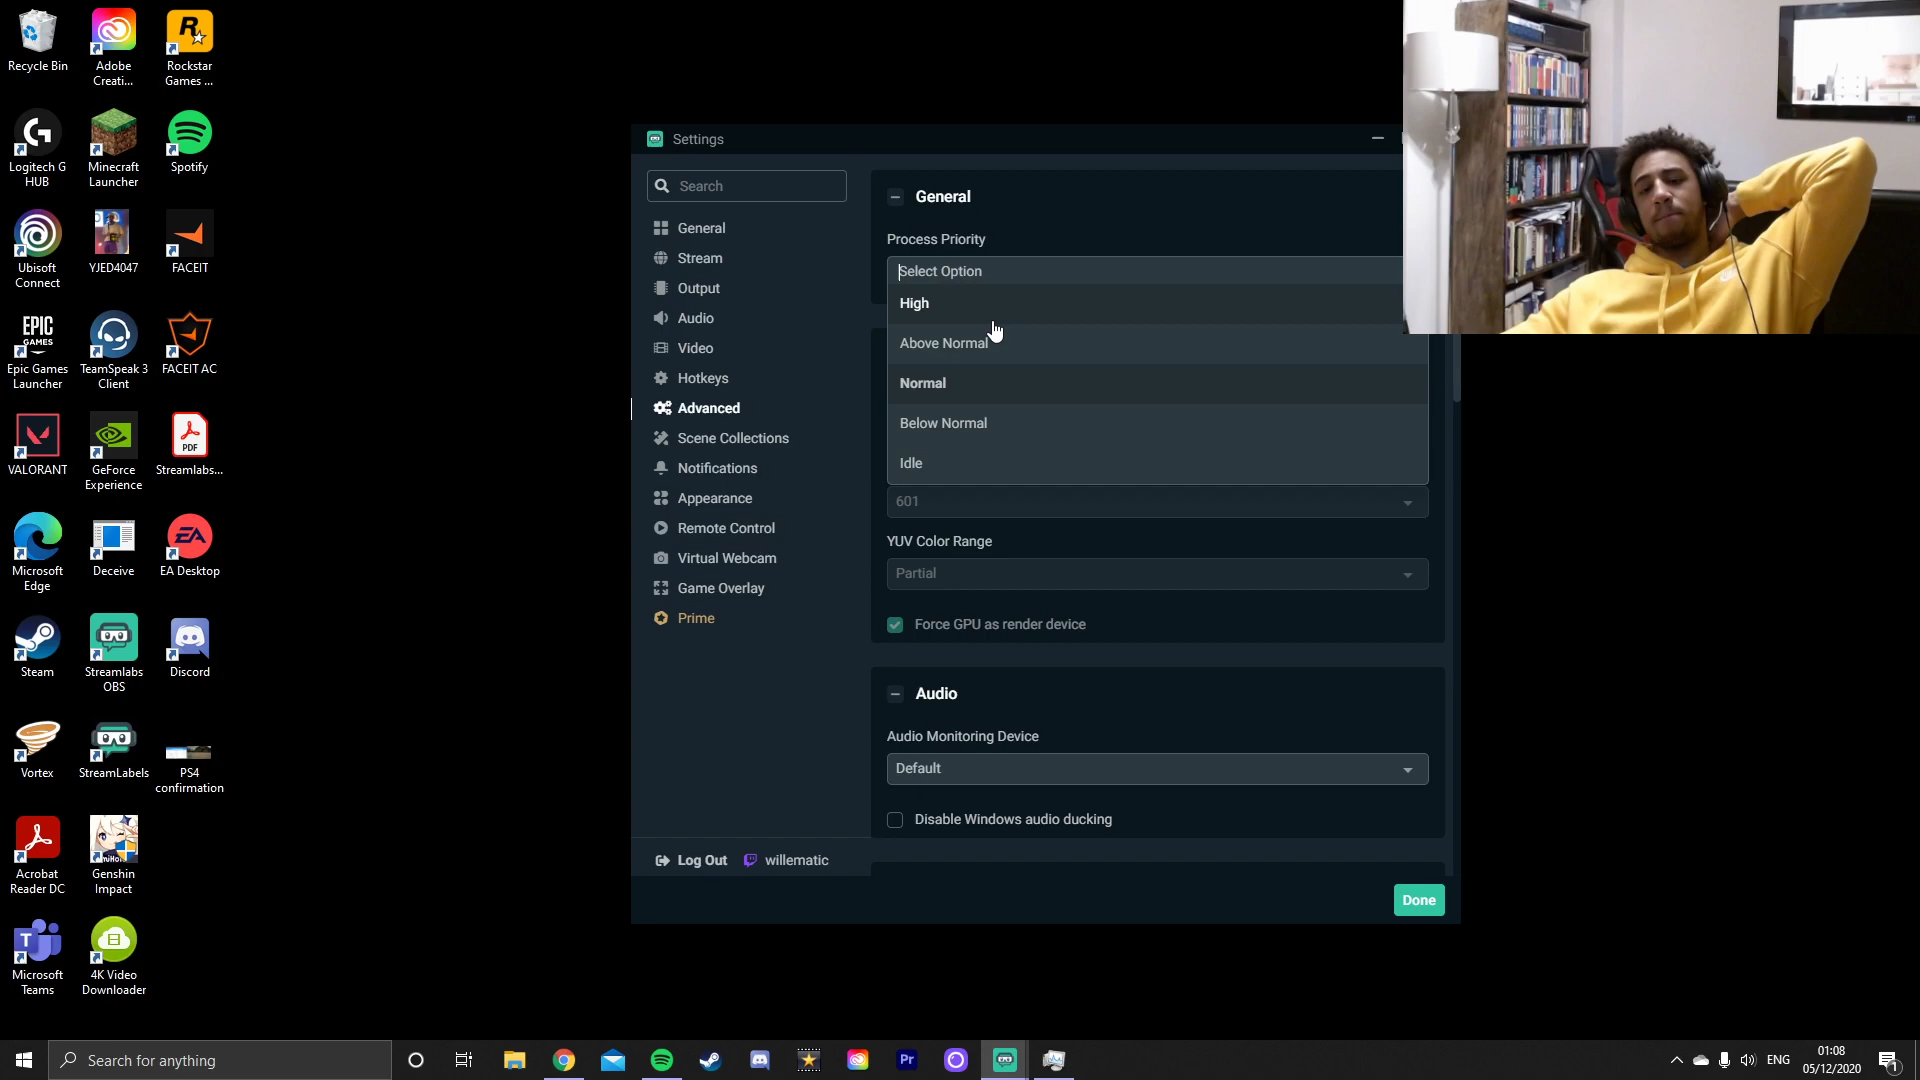 Recycle Bin
Adobe
Creati...
Rockstar
Games ...
Logitech G
HUB
Minecraft
Launcher
Spotify
Ubisoft
Connect
YJED4047
FACEIT
EPIC
GAMES
Epic Games
Launcher
TeamSpeak 3
Client
FACEIT AC
VALORANT
GeForce
Experience
PDF
Streamlabs...
Microsoft
Edge
Deceive
EA
EA Desktop
Steam
Streamlabs
OBS
Discord
Vortex
StreamLabels
PS4
confirmation
Acrobat
Reader DC
Genshin
Impact
Microsoft
Teams
4K Video
Downloader
Settings
Search
General
Stream
Output
Audio
Video
Hotkeys
Advanced
Scene Collections
Notifications
Appearance
Remote Control
Virtual Webcam
Game Overlay
Prime
Log Out
willematic
General
Process Priority
Select Option
High
Above Normal
Normal
Below Normal
Idle
601
YUV Color Range
Partial
Force GPU as render device
Audio
Audio Monitoring Device
Default
Disable Windows audio ducking
Done
Search for anything
Pr
ENG
01:08
05/12/2020
1